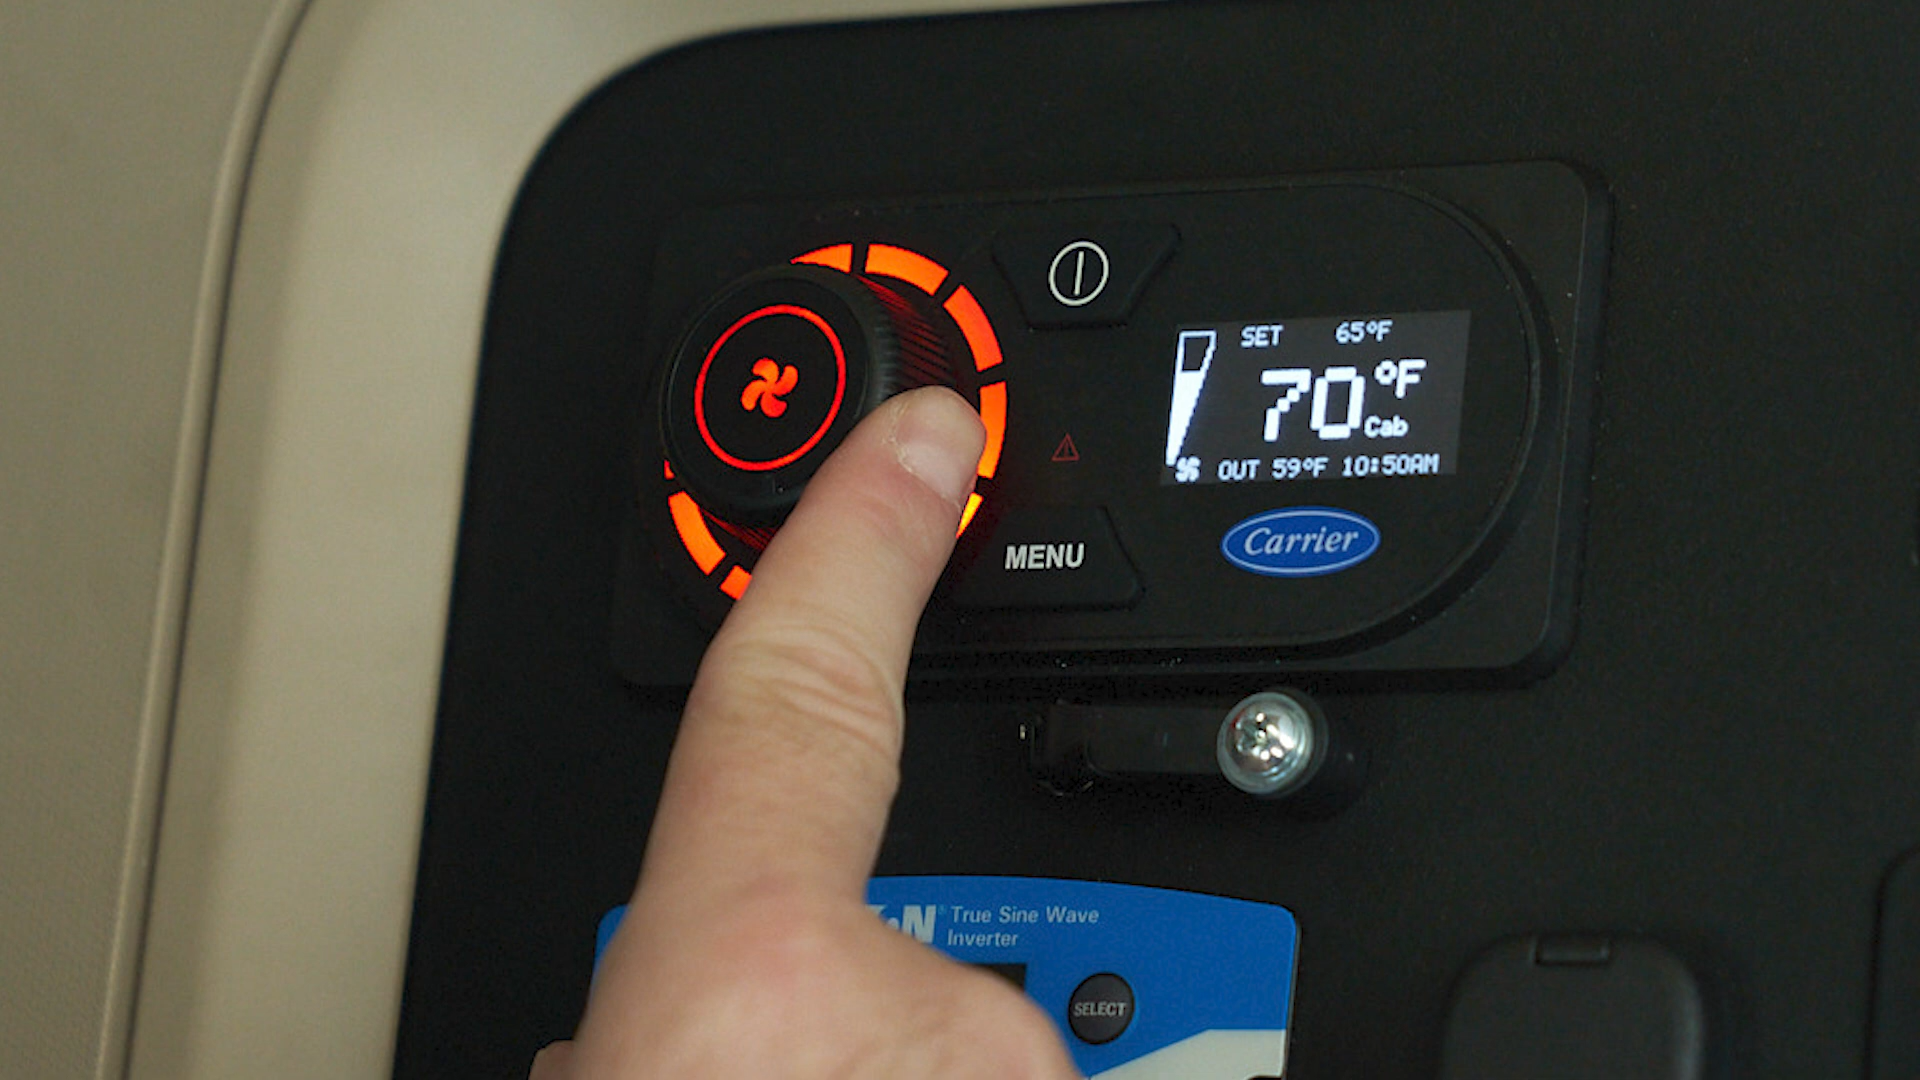 SET 65°F
70°F
Cab
OUT 59°F 10:50AM
MENU
Carrier
True Sine Wave
Inverter
SELECT